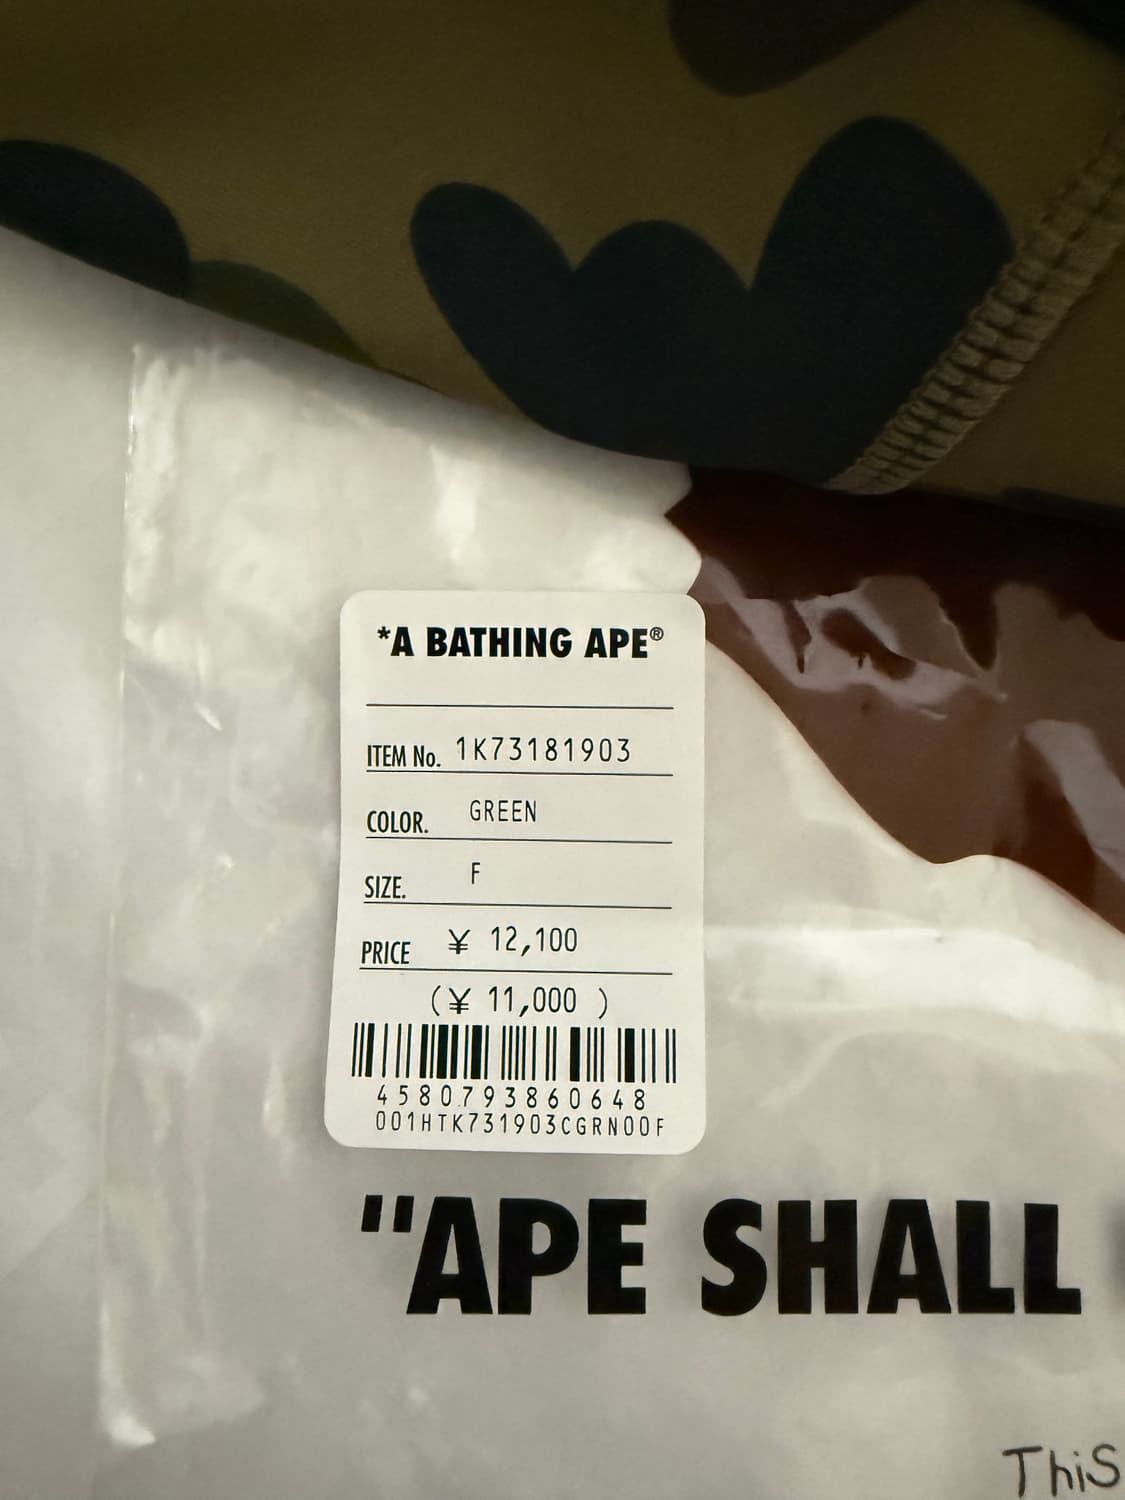 *A BATHING APE®
ITEM No. 1K73181903
COLOR. GREEN
SIZE. F
PRICE ¥ 12,100
(¥ 11,000 )
4580793860648
001HTK731903CGRN00F
"APE SHALL
ThiS